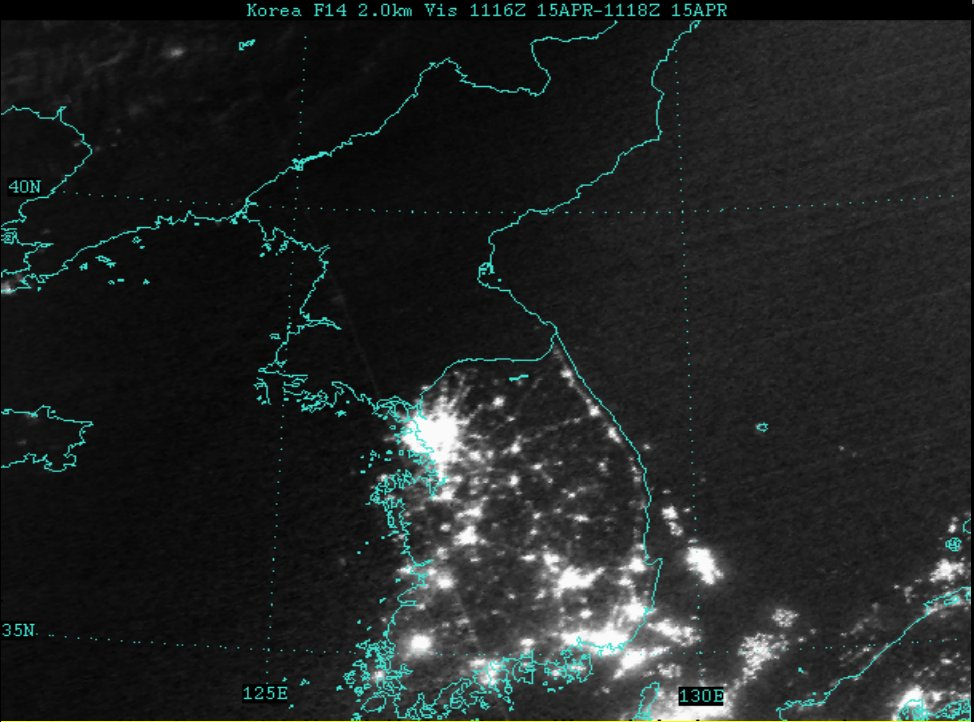 Korea F14 2.0km Vis 1116Z 15APR-1118Z 15APR
40N
35N
125E
130E